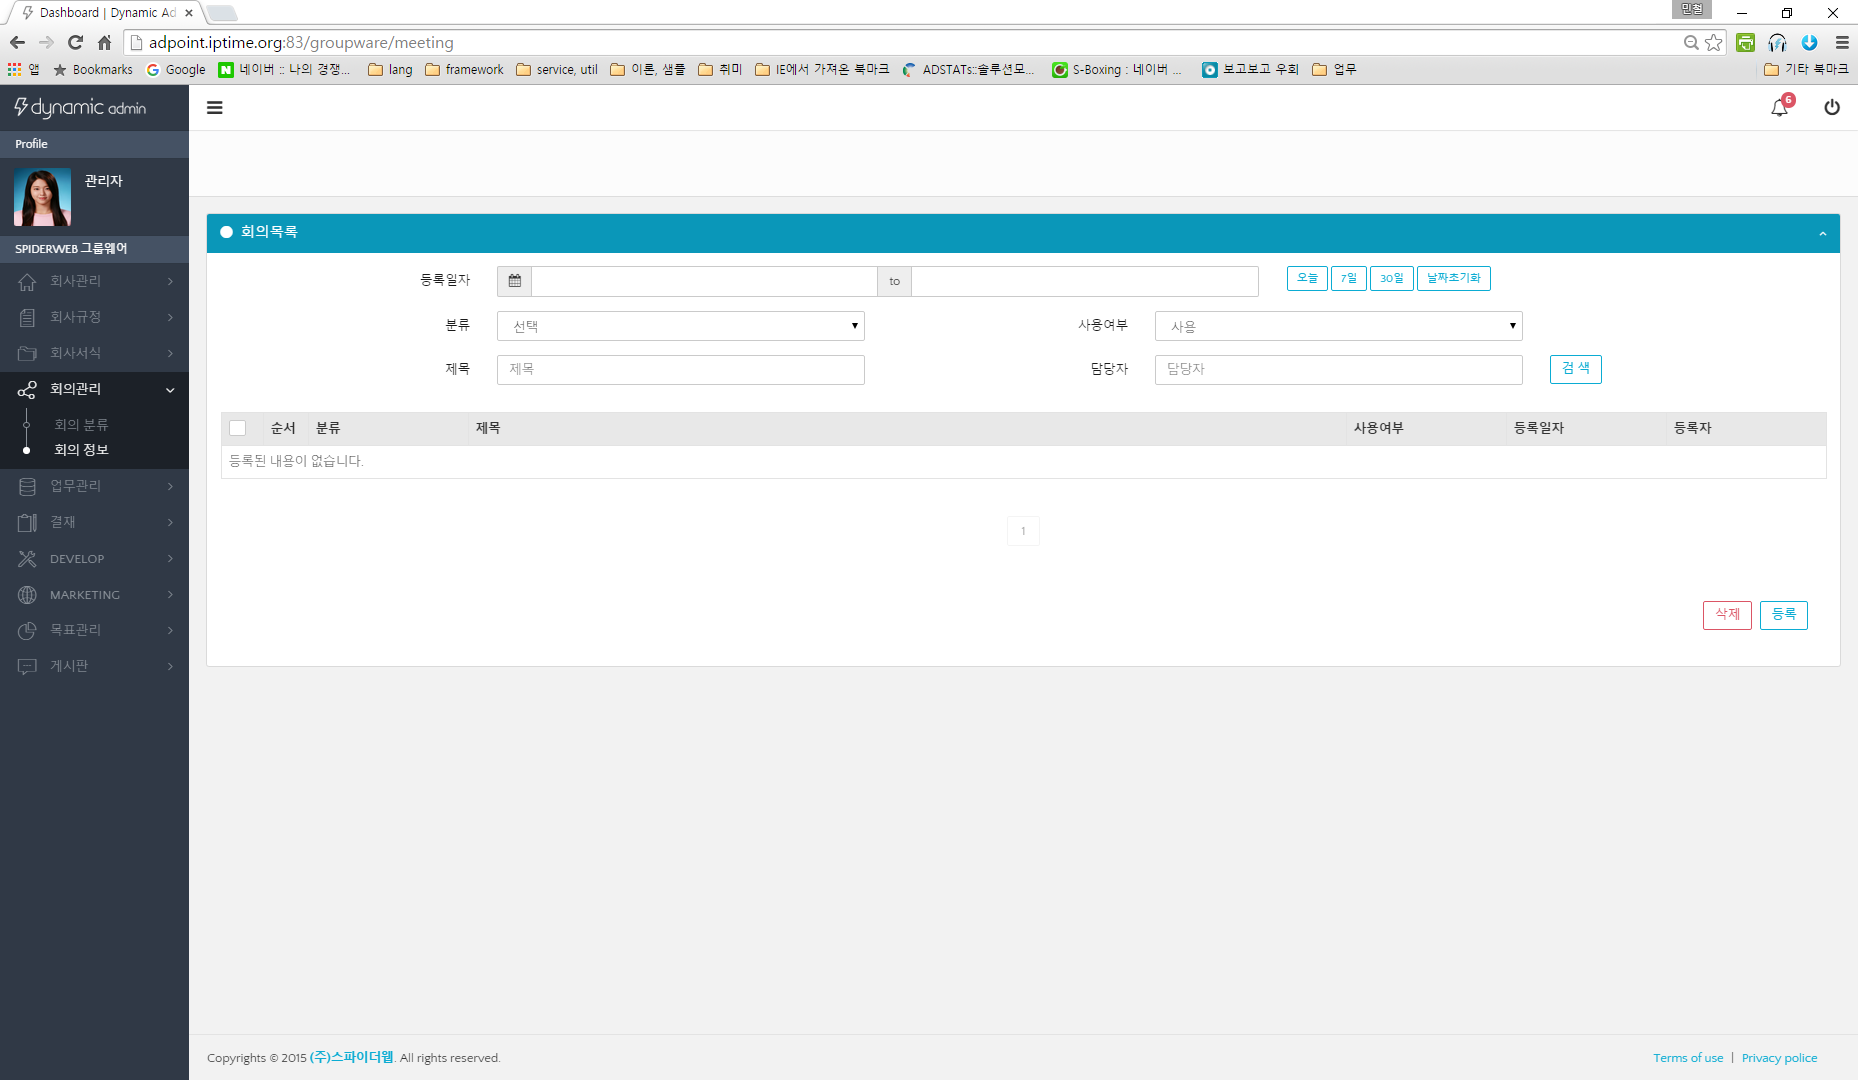 Dashboard | Dynamic Ad
민철
adpoint.iptime.org:83/groupware/meeting
앱 Bookmarks Google 네이버 :: 나의 경쟁... lang framework service, util 이론, 샘플 취미 IE에서 가져온 북마크 ADSTATs::솔루션모... S-Boxing : 네이버 ... 보고보고 우회 업무 기타 북마크
dynamic admin
6
Profile
관리자
SPIDERWEB 그룹웨어
회사관리
회사규정
회사서식
회의관리
회의 분류
회의 정보
업무관리
결재
DEVELOP
MARKETING
목표관리
게시판
회의목록
등록일자 to 오늘 7일 30일 날짜초기화
분류 선택 사용여부 사용
제목 제목 담당자 담당자 검 색
순서 분류 제목 사용여부 등록일자 등록자
등록된 내용이 없습니다.
1
삭제 등록
Copyrights © 2015 (주)스파이더웹. All rights reserved.
Terms of use | Privacy police